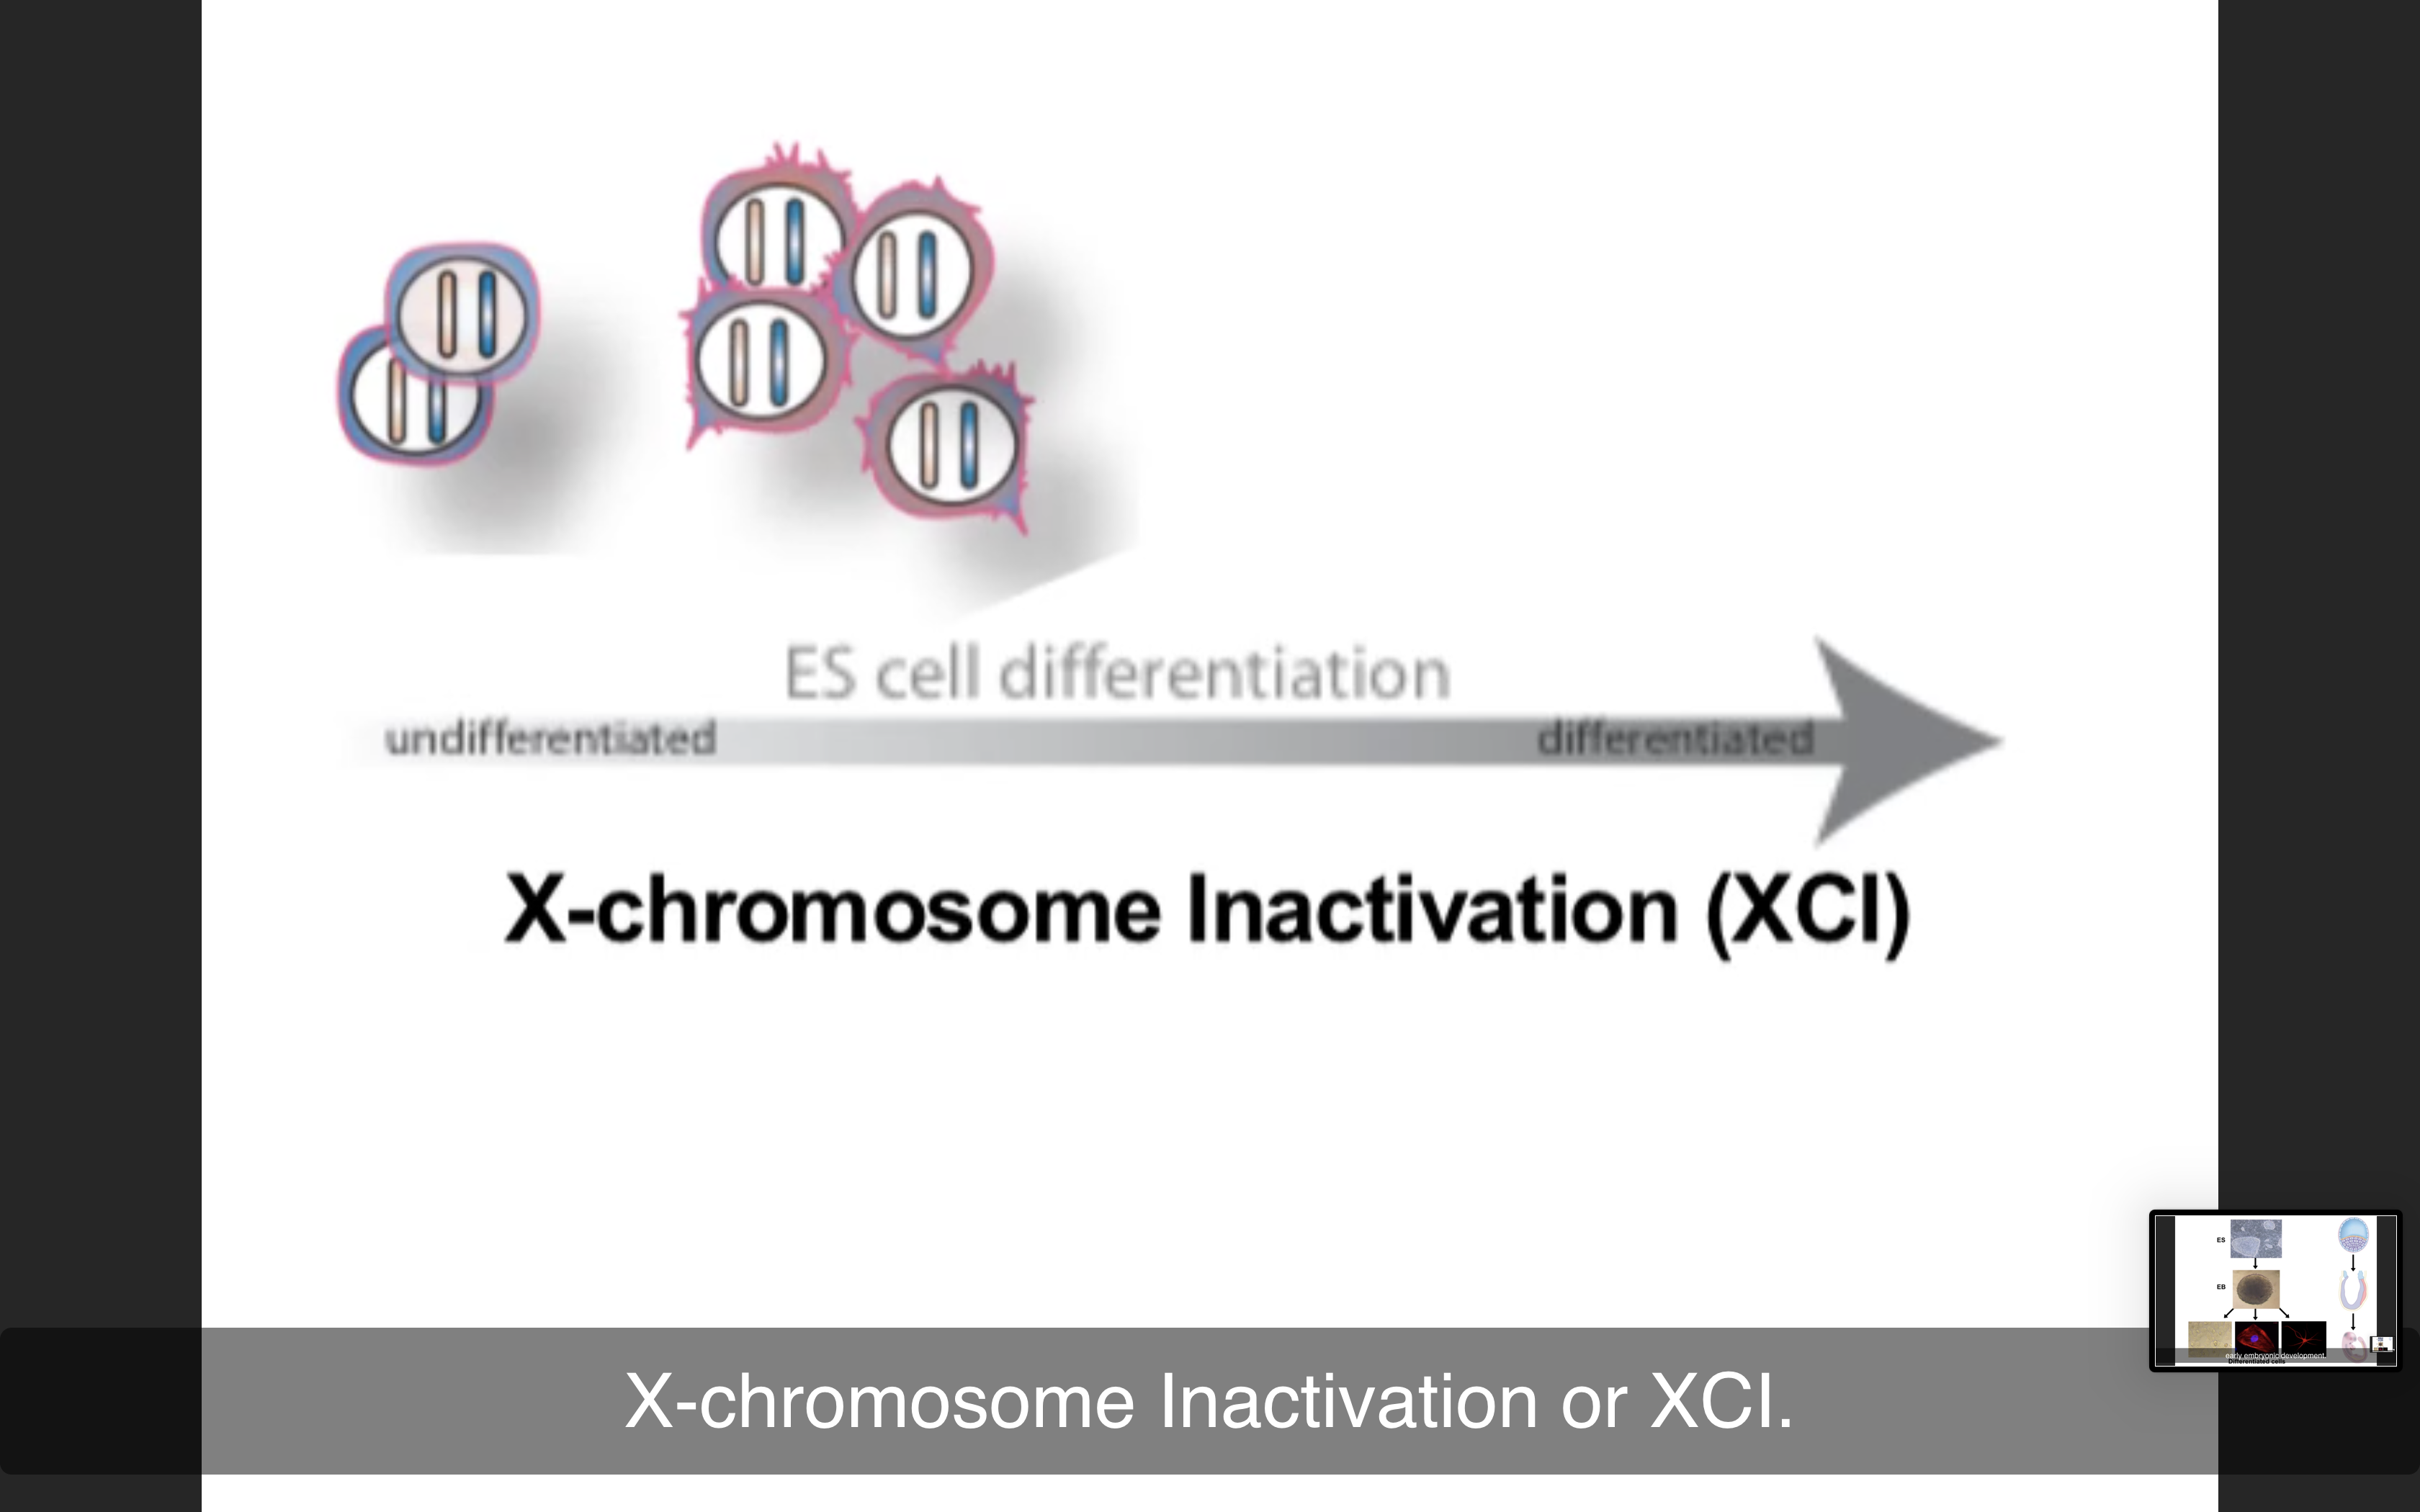 ES cell differentiation
undifferentiated
differentiated
X-chromosome Inactivation (XCI)
ES
EB
early embryonic development.
Differentiated cells
X-chromosome Inactivation or XCI.